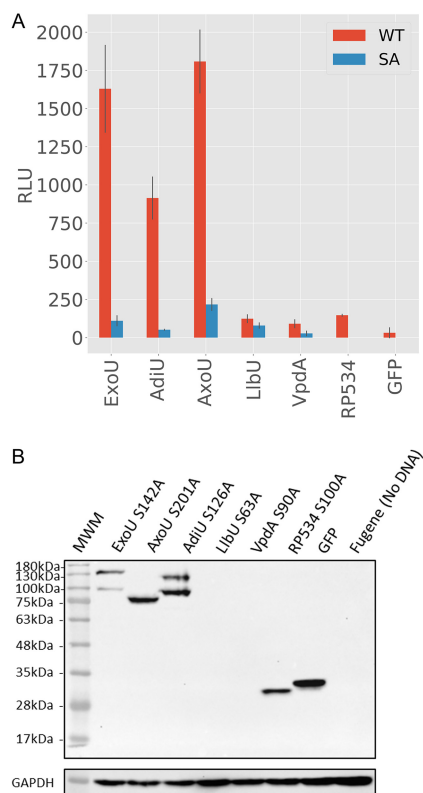 A
2000
1750
1500
1250
1000
750
500
250
0
RLU
WT
SA
ExoU
AdiU
AxoU
LlbU
VpdA
RP534
GFP
B
MWM
ExoU S142A
AxoU S201A
AdiU S126A
LlbU S63A
VpdA S90A
RP534 S100A
GFP
Fugene (No DNA)
180kDa
130kDa
100kDa
75kDa
63kDa
48kDa
35kDa
28kDa
17kDa
GAPDH